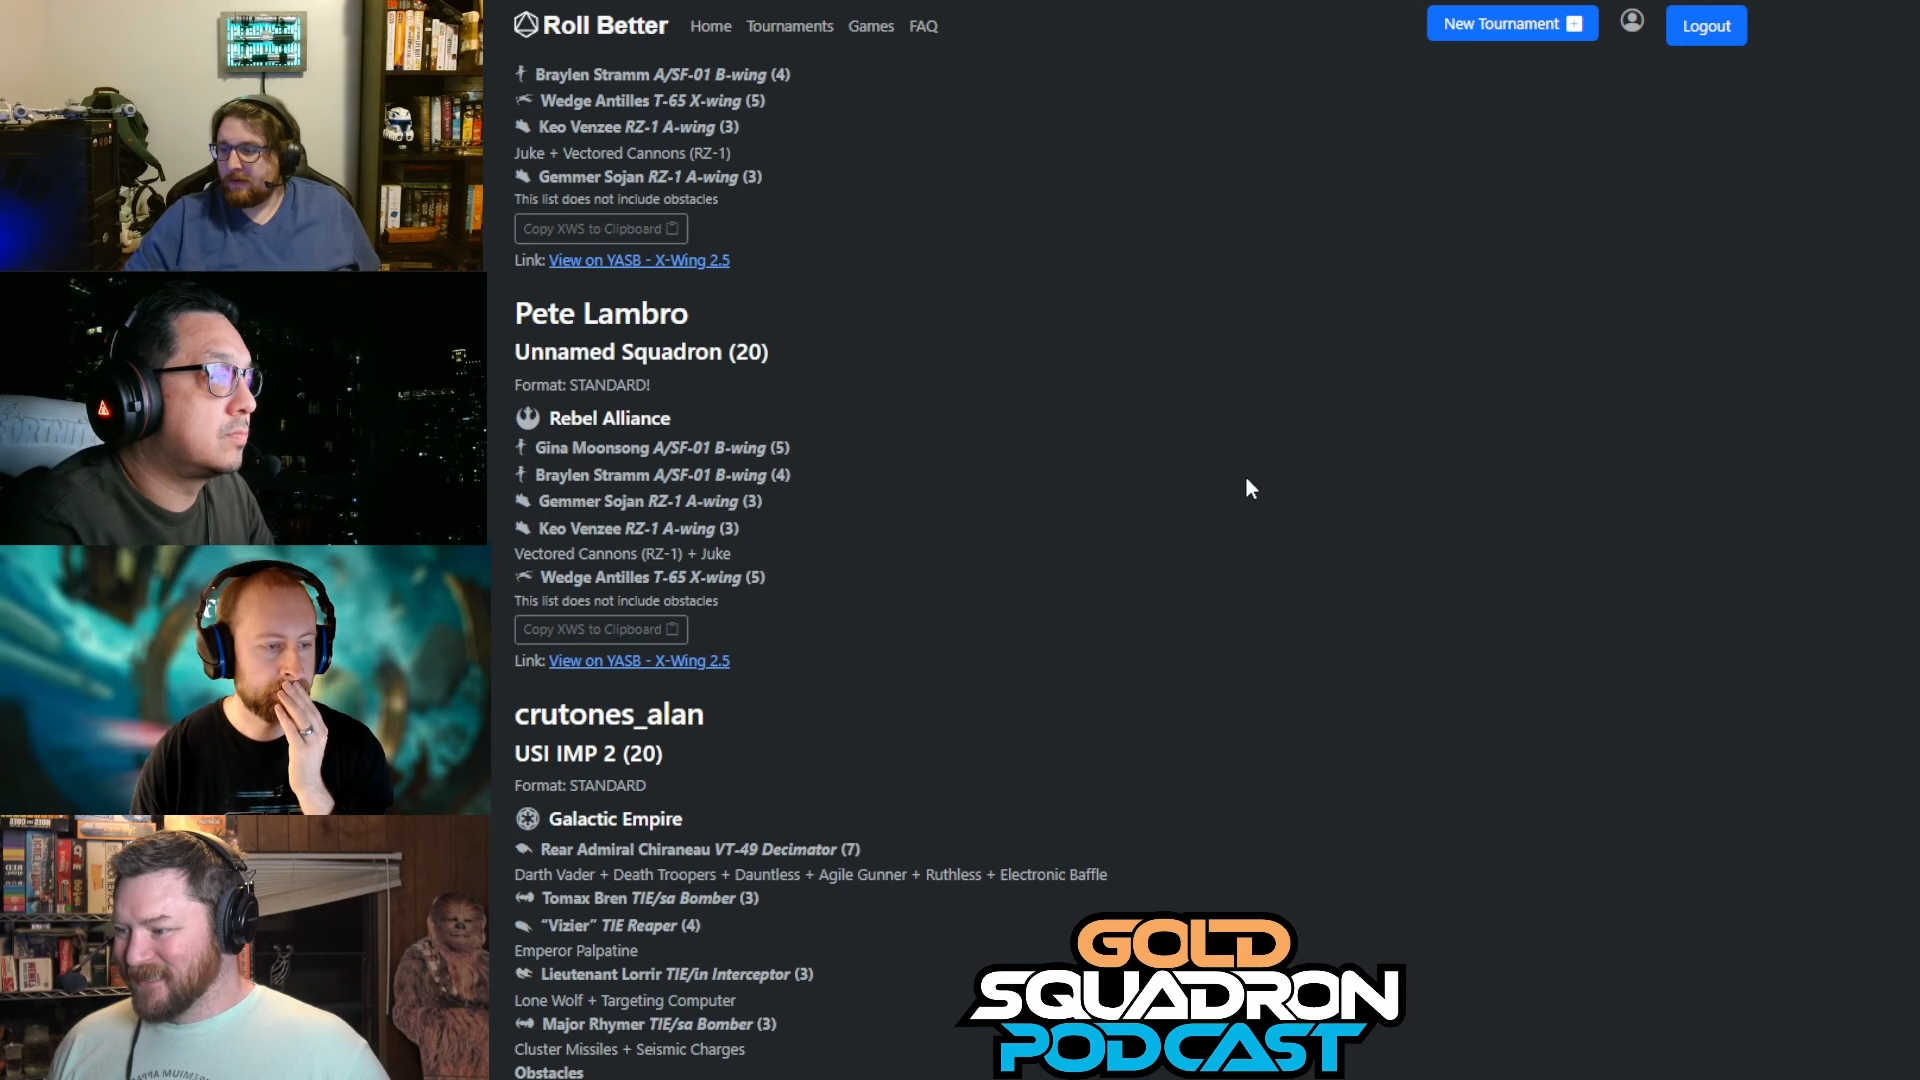 Roll Better
Home Tournaments Games FAQ
New Tournament
Logout
Braylen Stramm A/SF-01 B-wing (4)
Wedge Antilles T-65 X-wing (5)
Keo Venzee RZ-1 A-wing (3)
Juke + Vectored Cannons (RZ-1)
Gemmer Sojan RZ-1 A-wing (3)
This list does not include obstacles
Copy XWS to Clipboard
Link: View on YASB - X-Wing 2.5
Pete Lambro
Unnamed Squadron (20)
Format: STANDARD!
Rebel Alliance
Gina Moonsong A/SF-01 B-wing (5)
Braylen Stramm A/SF-01 B-wing (4)
Gemmer Sojan RZ-1 A-wing (3)
Keo Venzee RZ-1 A-wing (3)
Vectored Cannons (RZ-1) + Juke
Wedge Antilles T-65 X-wing (5)
This list does not include obstacles
Copy XWS to Clipboard
Link: View on YASB - X-Wing 2.5
crutones_alan
USI IMP 2 (20)
Format: STANDARD
Galactic Empire
Rear Admiral Chiraneau VT-49 Decimator (7)
Darth Vader + Death Troopers + Dauntless + Agile Gunner + Ruthless + Electronic Baffle
Tomax Bren TIE/sa Bomber (3)
"Vizier" TIE Reaper (4)
Emperor Palpatine
Lieutenant Lorrir TIE/in Interceptor (3)
Lone Wolf + Targeting Computer
Major Rhymer TIE/sa Bomber (3)
Cluster Missiles + Seismic Charges
Obstacles
GOLD
SQUADRON
PODCAST